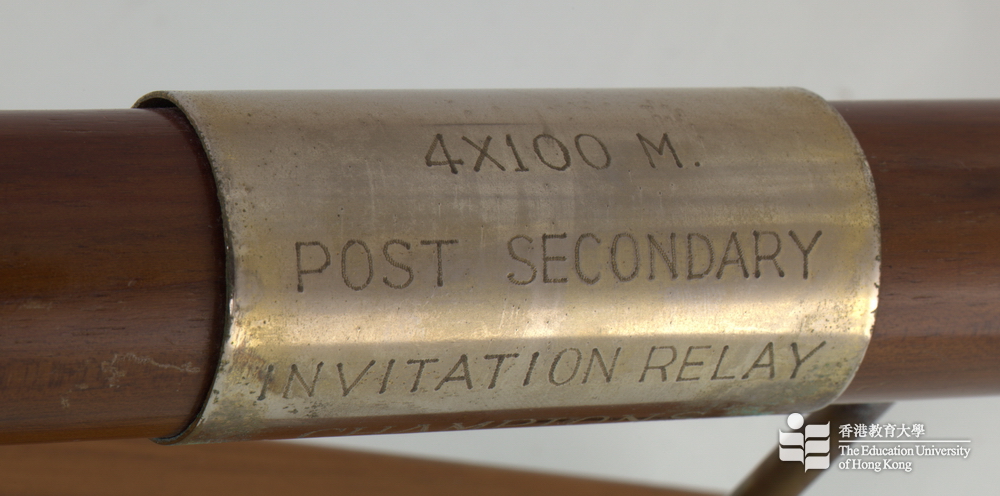 4X100 M.
POST SECONDARY
INVITATION RELAY
香港教育大學
The Education University
of Hong Kong